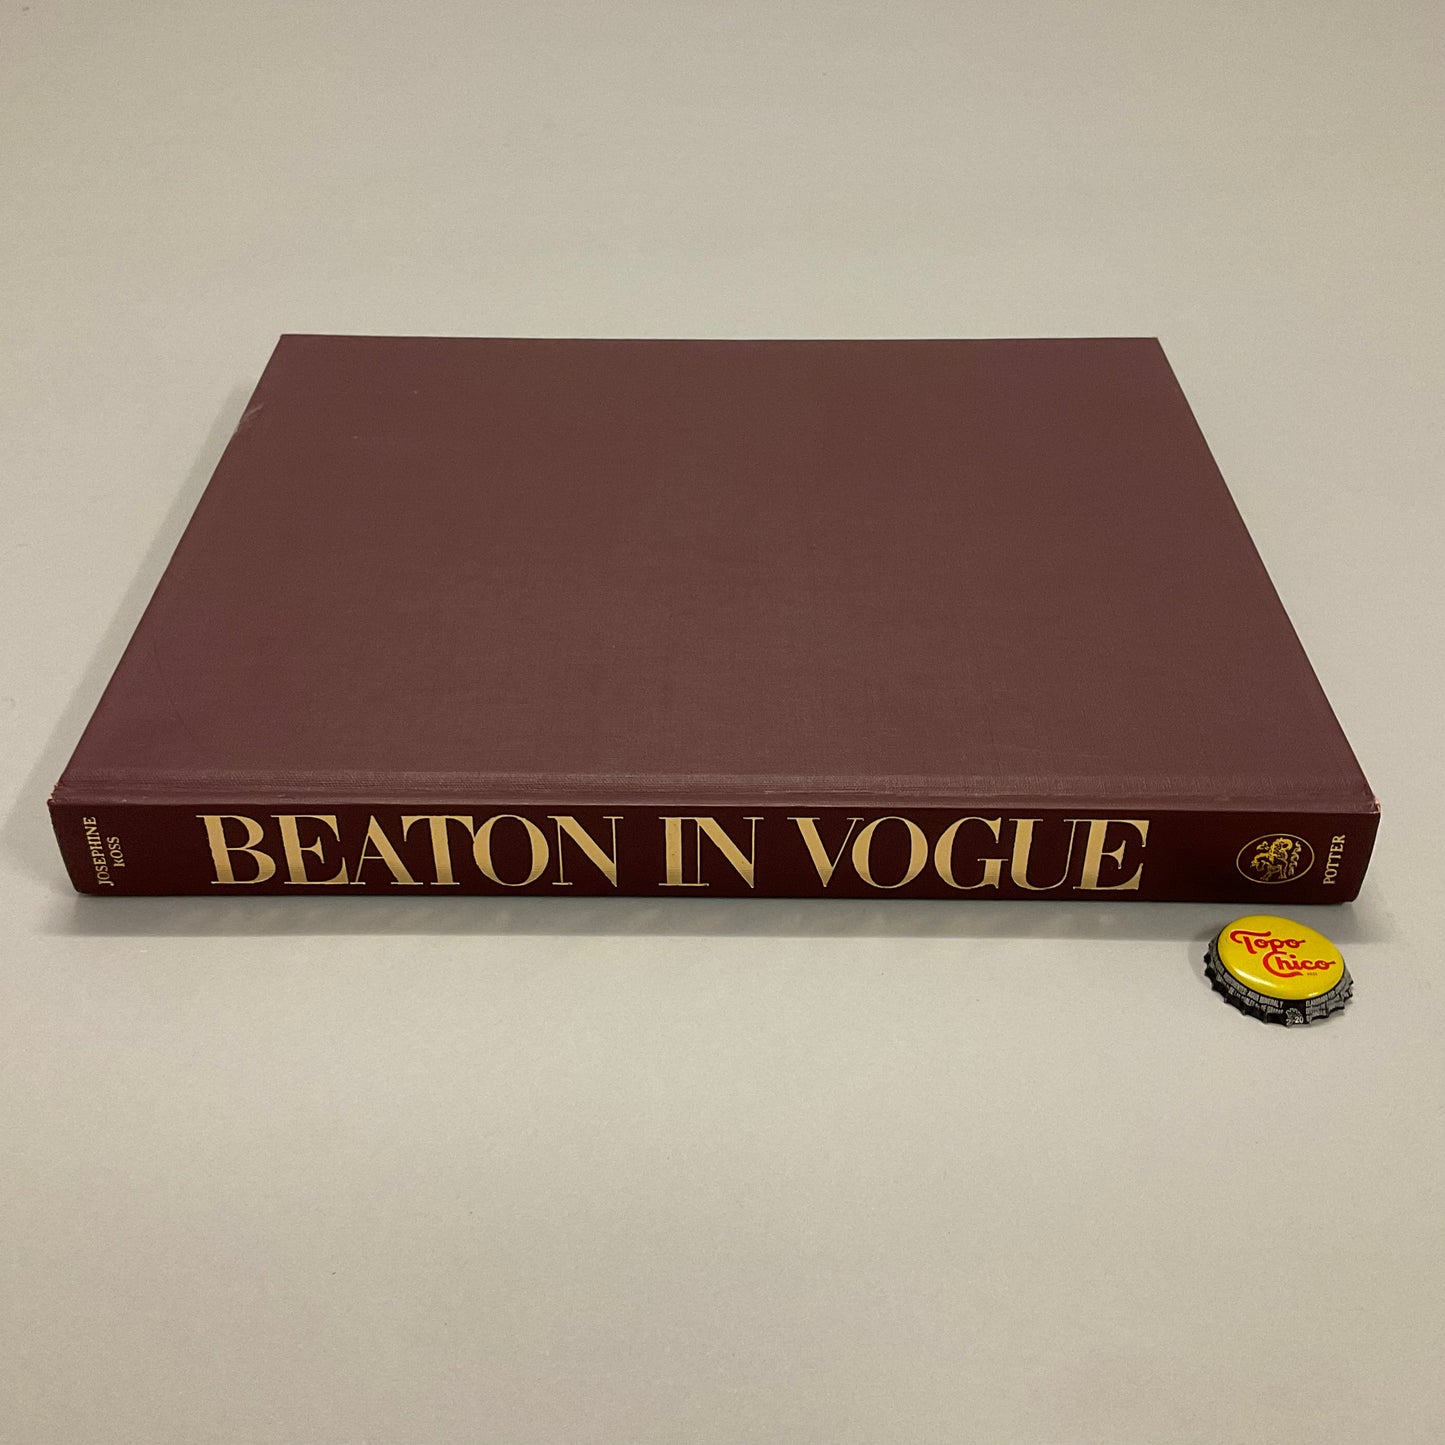 JOSEPHINE
ROSS
BEATON IN VOGUE
POTTER
Topo
Chico